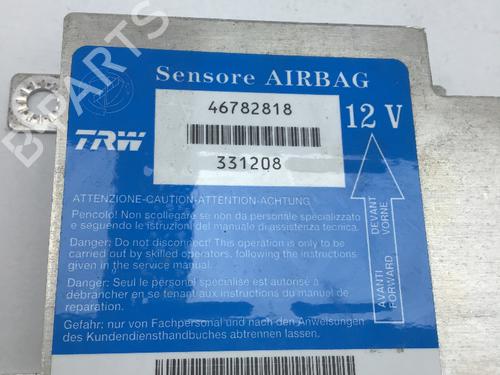 Sensore AIRBAG
46782818
12 V
TRW
331208
ATTENZIONE-CAUTION-ATTENTION-ACHTUNG
Pericolo! Non scollegare se non da personale specializzato
e seguendo le istruzioni del manuale di assistenza tecnica.
Danger: Do not disconnect! This operation is only to be
carried out by skilled operators, following the instructions
given in the service manual.
Danger: Seul le personel specialisé est autorisé à
débrancher en se tenant aux instructions du manuel de
reparation.
Gefahr: nur von Fachpersonal und nach den Anweisungen
des Kundendiensthandbuches abtrennen lassen.
DEVANT
VORNE
AVANTI
FORWARD